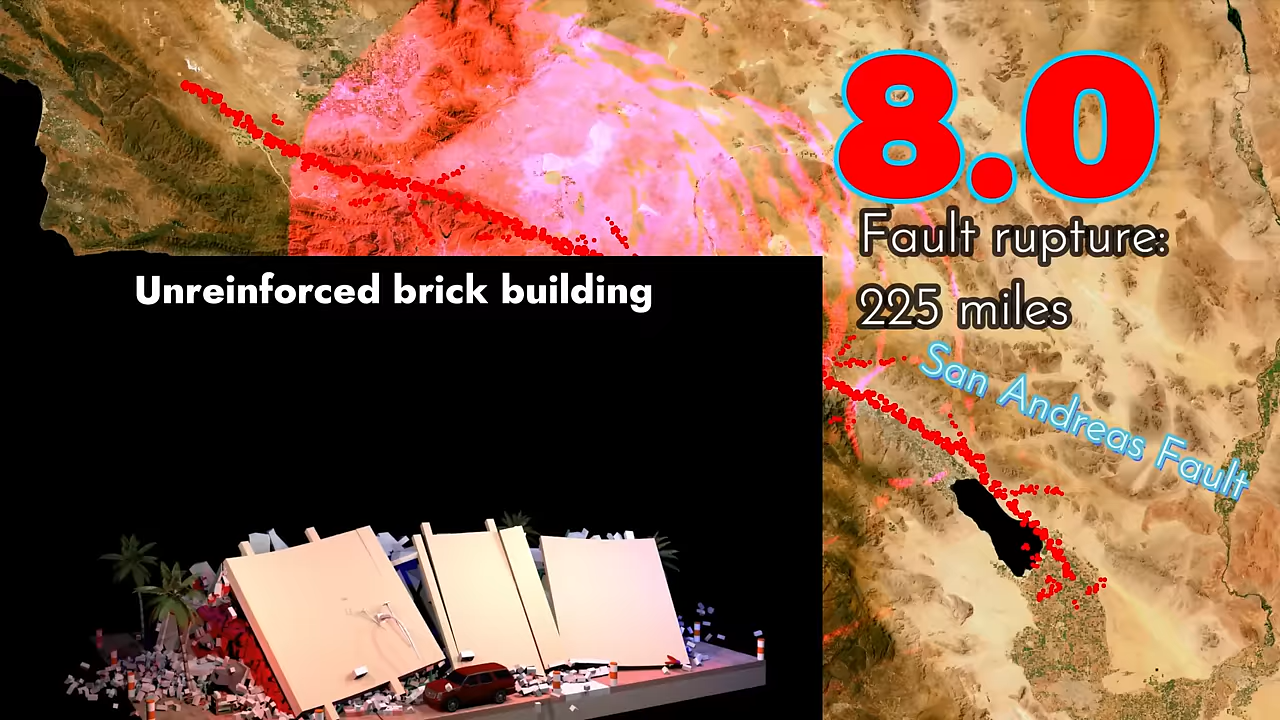 8.0
Fault rupture:
225 miles
San Andreas Fault
Unreinforced brick building